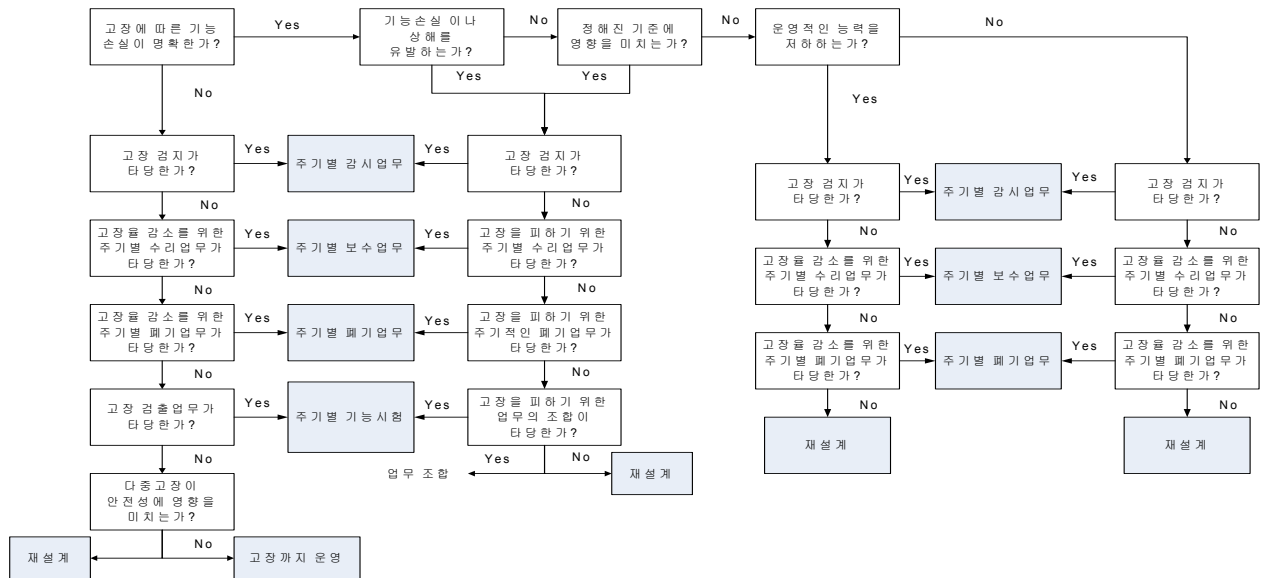 고장에 따른 기능
손실이 명확한가?
Yes
기능손실 이나
상해를
유발하는가?
No
정해진 기준에
영향을 미치는가?
No
운영적인 능력을
저하하는가?
No
No
Yes
Yes
Yes
고장 검지가
타당한가?
Yes
주기별 감시업무
Yes
고장 검지가
타당한가?
고장 검지가
타당한가?
Yes
주기별 감시업무
Yes
고장 검지가
타당한가?
No
No
No
No
고장율 감소를 위한
주기별 수리업무가
타당한가?
Yes
주기별 보수업무
Yes
고장을 피하기 위한
주기별 수리업무가
타당한가?
고장율 감소를 위한
주기별 수리업무가
타당한가?
Yes
주기별 보수업무
Yes
고장율 감소를 위한
주기별 수리업무가
타당한가?
No
No
No
No
고장율 감소를 위한
주기별 폐기업무가
타당한가?
Yes
주기별 폐기업무
Yes
고장을 피하기 위한
주기적인 폐기업무가
타당한가?
고장율 감소를 위한
주기별 폐기업무가
타당한가?
Yes
주기별 폐기업무
Yes
고장율 감소를 위한
주기별 폐기업무가
타당한가?
No
No
No
No
고장 검출업무가
타당한가?
Yes
주기별 기능시험
Yes
고장을 피하기 위한
업무의 조합이
타당한가?
재설계
재설계
No
Yes
No
업무 조합
재설계
다중고장이
안전성에 영향을
미치는가?
재설계
No
고장까지 운영